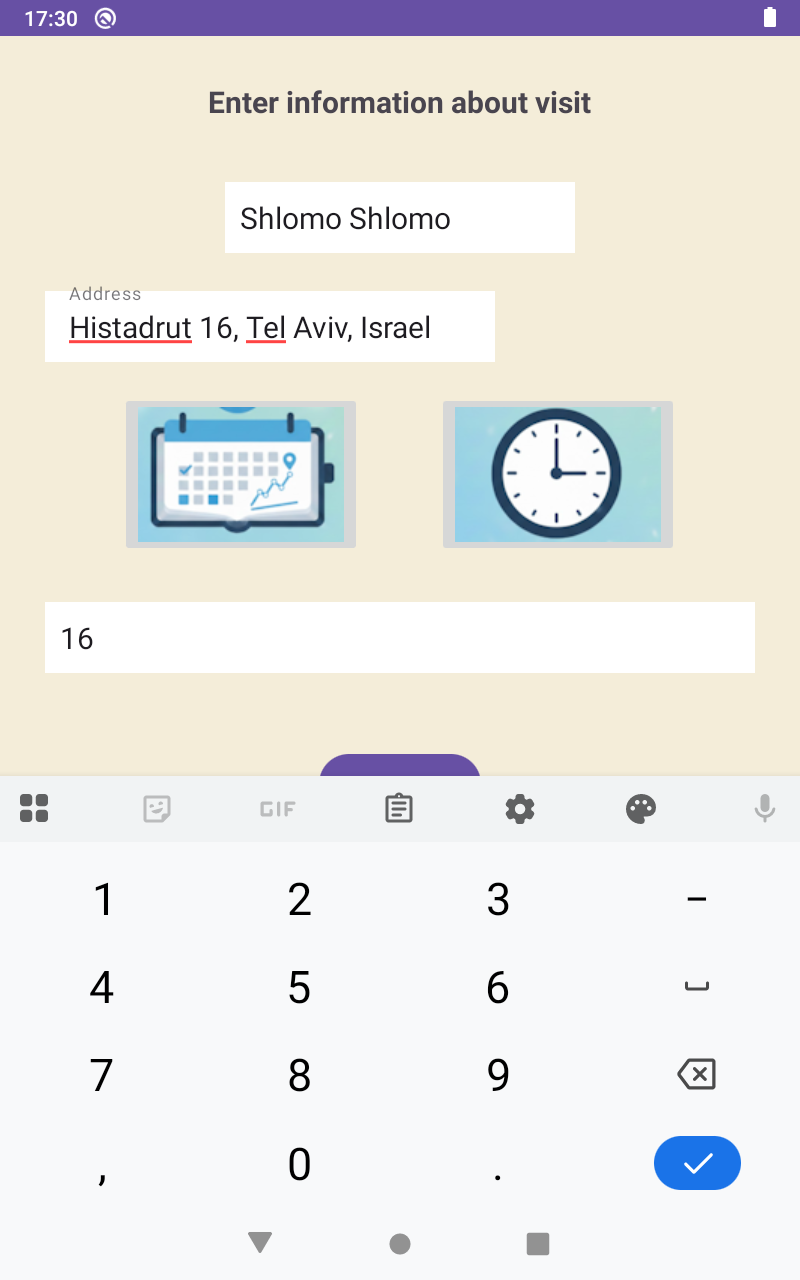 17:30
Enter information about visit
Shlomo Shlomo
Address
Histadrut 16, Tel Aviv, Israel
16
GIF
1 2 3 –
4 5 6
7 8 9
, 0 .